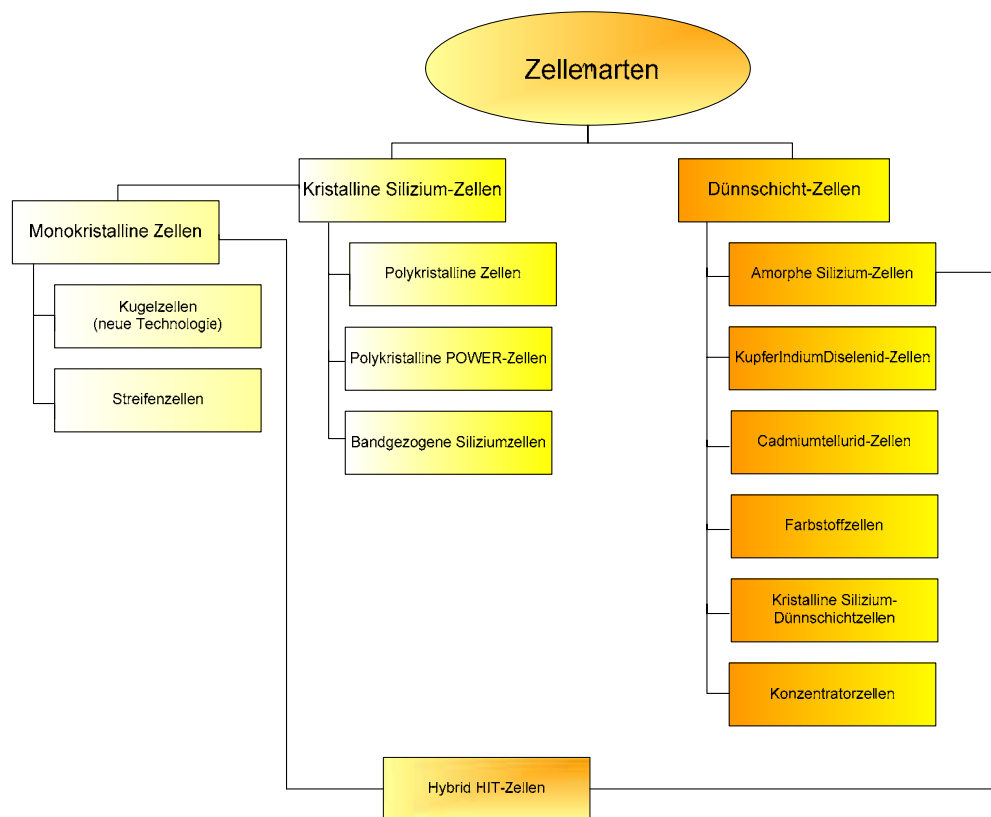 Zellenarten
Kristalline Silizium-Zellen
Dünnschicht-Zellen
Monokristalline Zellen
Kugelzellen
(neue Technologie)
Streifenzellen
Polykristalline Zellen
Polykristalline POWER-Zellen
Bandgezogene Siliziumzellen
Amorphe Silizium-Zellen
KupferIndiumDiselenid-Zellen
Cadmiumtellurid-Zellen
Farbstoffzellen
Kristalline Silizium-
Dünnschichtzellen
Konzentratorzellen
Hybrid HIT-Zellen